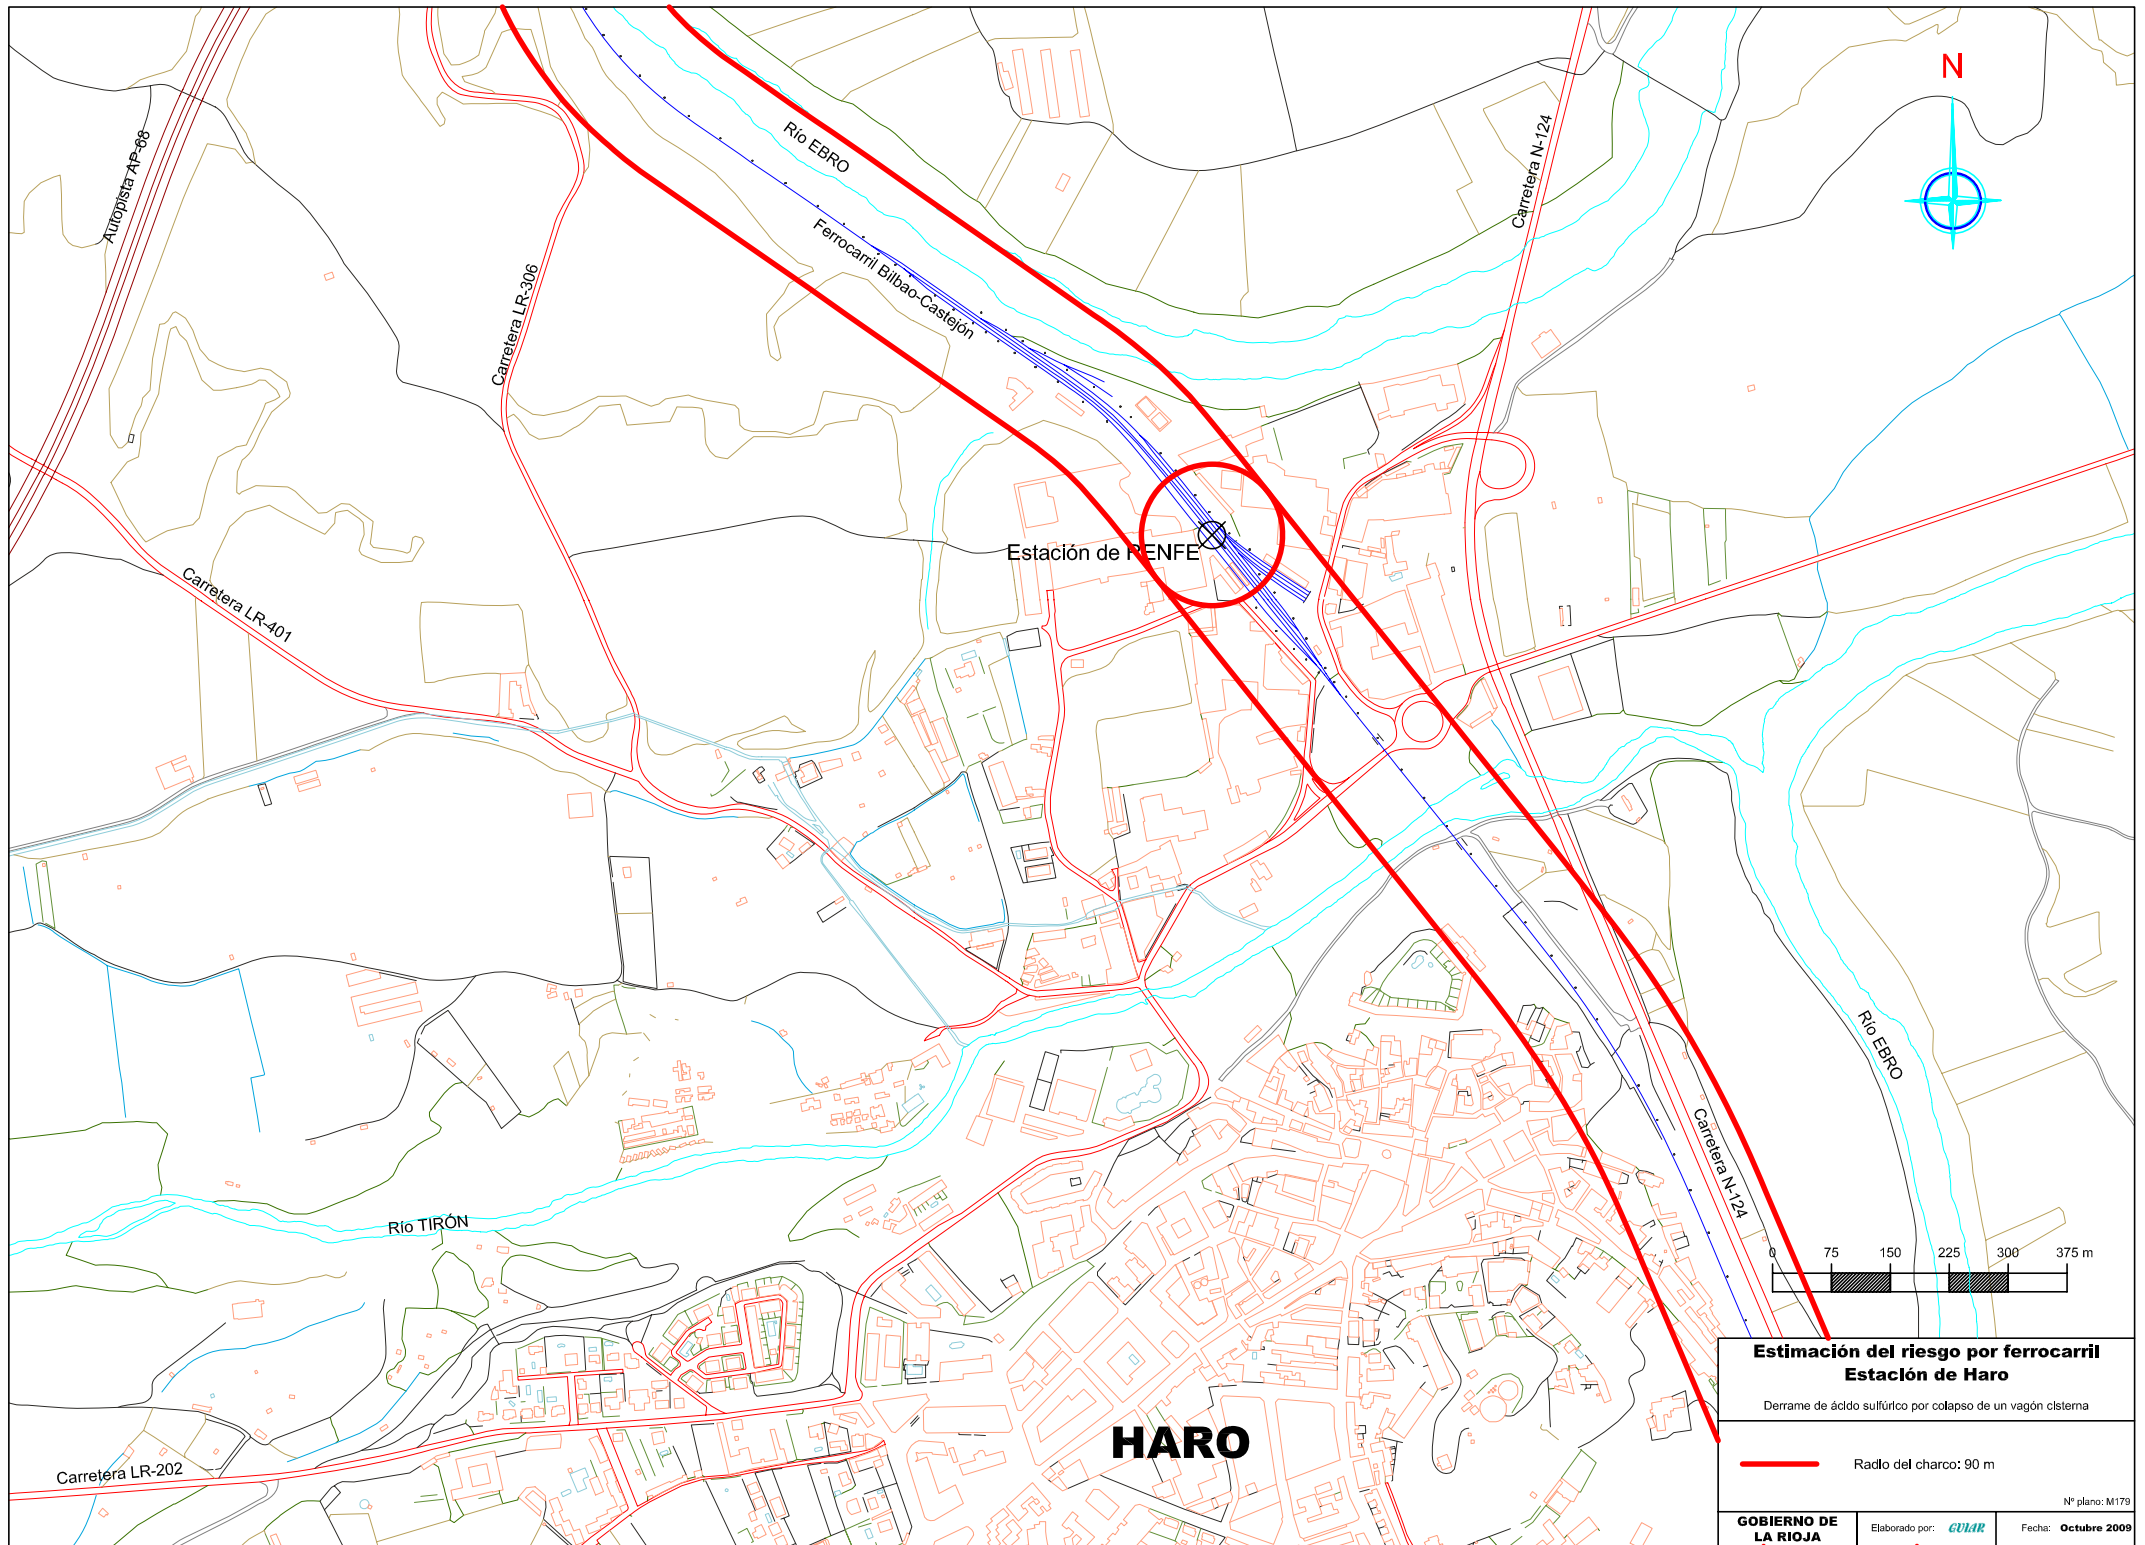 N
Autopista AP-68
Río EBRO
Carretera N-124
Ferrocarril Bilbao-Castejón
Carretera LR-306
Estación de RENFE
Carretera LR-401
Río EBRO
Carretera N-124
Río TIRÓN
0 75 150 225 300 375 m
HARO
Carretera LR-202
Estimación del riesgo por ferrocarril
Estación de Haro
Derrame de ácido sulfúrico por colapso de un vagón cisterna
Radio del charco: 90 m
Nº plano: M179
GOBIERNO DE
LA RIOJA
Elaborado por: GUIAR
Fecha: Octubre 2009